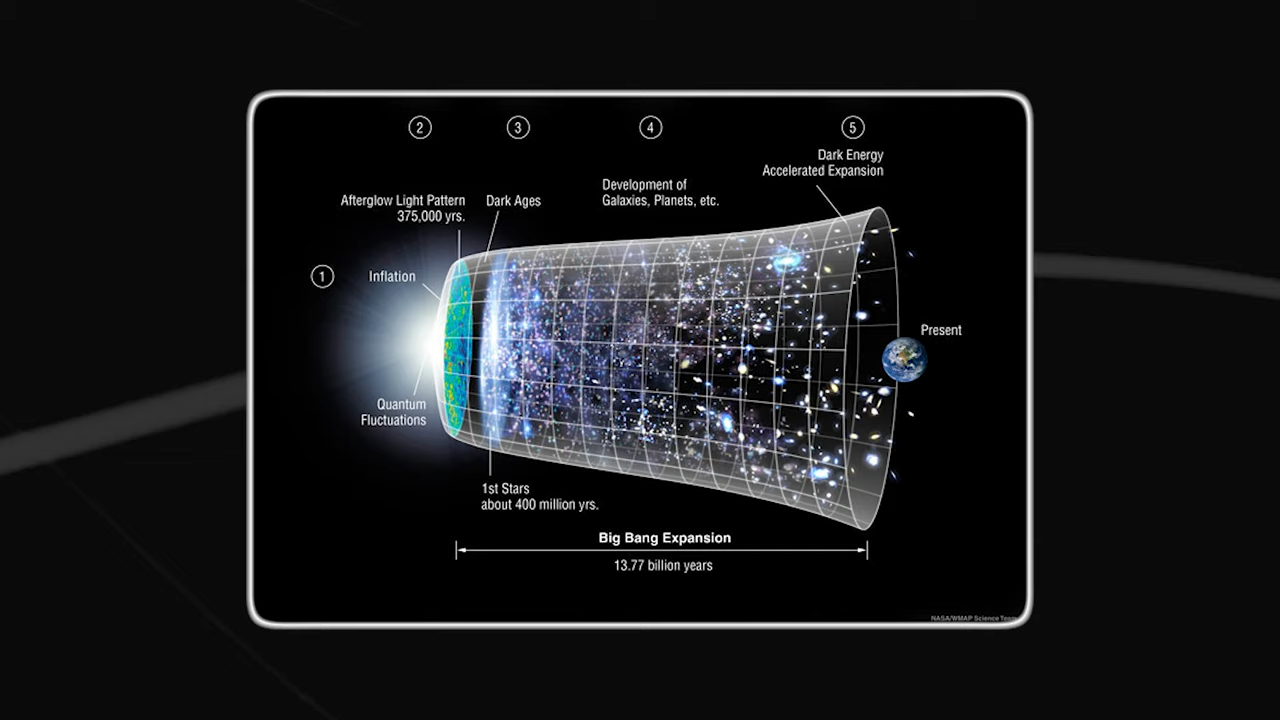 2
3
4
5
Dark Energy
Accelerated Expansion
Development of
Galaxies, Planets, etc.
Afterglow Light Pattern
375,000 yrs.
Dark Ages
1
Inflation
Present
Quantum
Fluctuations
1st Stars
about 400 million yrs.
Big Bang Expansion
13.77 billion years
NASA/WMAP Science Team